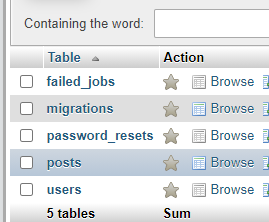 Containing the word:
Table Action
failed_jobs Browse
migrations Browse
password_resets Browse
posts Browse
users Browse
5 tables Sum